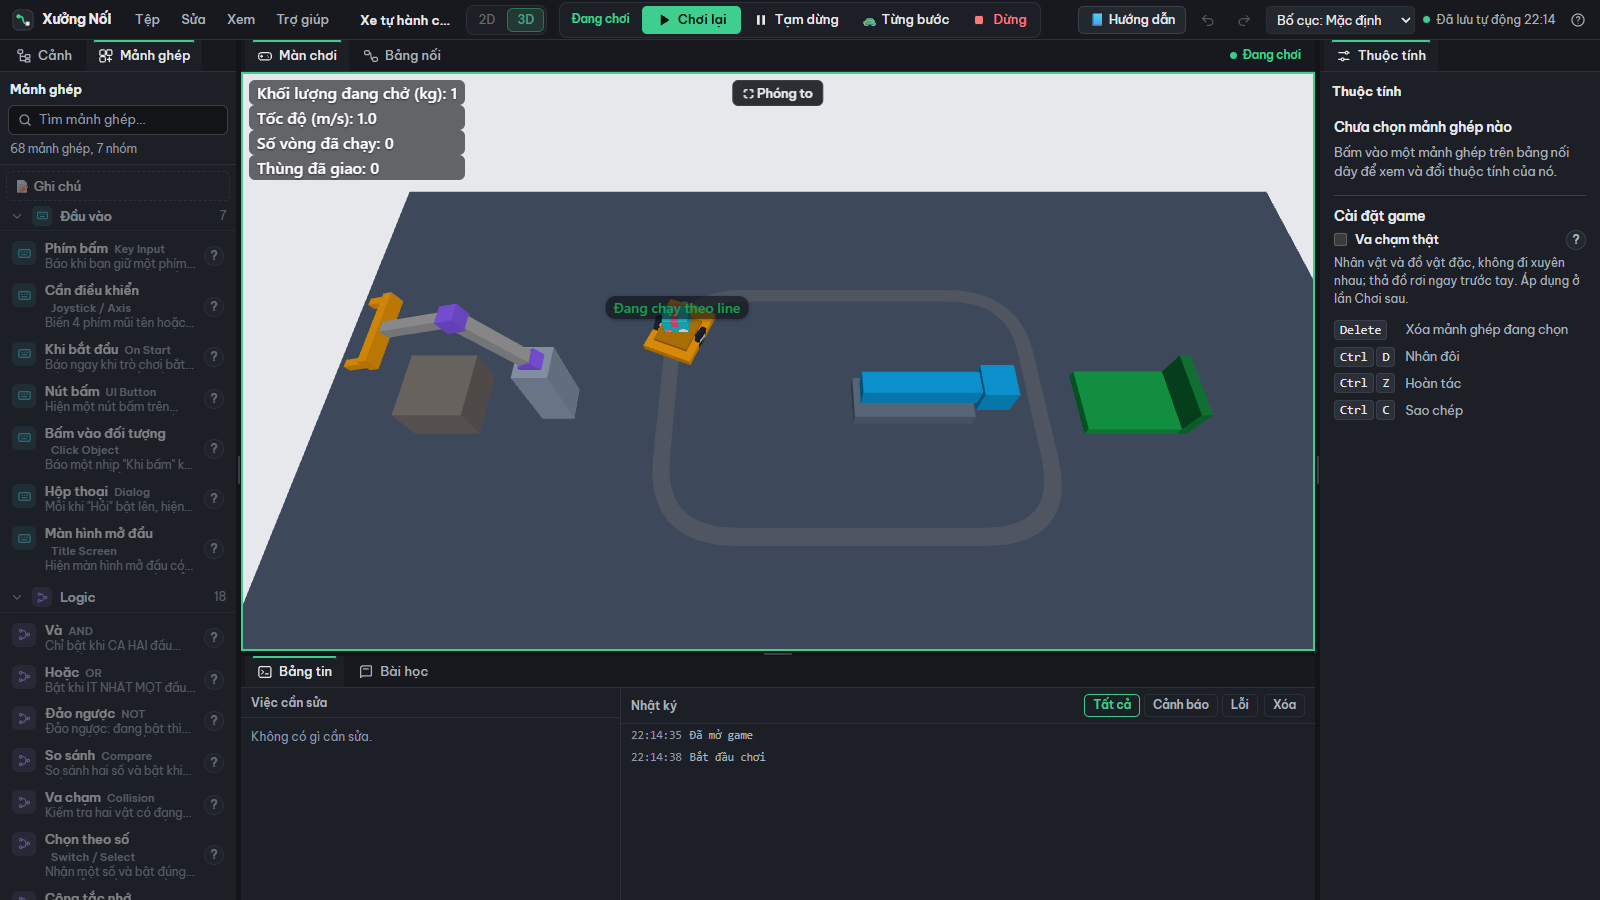 Xưởng Nối
Tệp
Sửa
Xem
Trợ giúp
Xe tự hành c...
2D
3D
Đang chơi
Chơi lại
Tạm dừng
Từng bước
Dừng
Hướng dẫn
Bố cục: Mặc định
Đã lưu tự động 22:14
Cảnh
Mảnh ghép
Mảnh ghép
Tìm mảnh ghép...
68 mảnh ghép, 7 nhóm
Ghi chú
Đầu vào 7
Phím bấm Key Input
Báo khi bạn giữ một phím...
?
Cần điều khiển
Joystick / Axis
Biến 4 phím mũi tên hoặc...
?
Khi bắt đầu On Start
Báo ngay khi trò chơi bắt...
?
Nút bấm UI Button
Hiện một nút bấm trên...
?
Bấm vào đối tượng
Click Object
Báo một nhịp "Khi bấm" k...
?
Hộp thoại Dialog
Mỗi khi "Hỏi" bật lên, hiện...
?
Màn hình mở đầu
Title Screen
Hiện màn hình mở đầu có...
?
Logic 18
Và AND
Chỉ bật khi CẢ HAI đầu...
?
Hoặc OR
Bật khi ÍT NHẤT MỘT đầu...
?
Đảo ngược NOT
Đảo ngược: đang bật thì...
?
So sánh Compare
So sánh hai số và bật khi...
?
Va chạm Collision
Kiểm tra hai vật có đang...
?
Chọn theo số
Switch / Select
Nhận một số và bật đúng...
?
Công tắc nhớ
Màn chơi
Bảng nối
Đang chơi
Khối lượng đang chở (kg): 1
Tốc độ (m/s): 1.0
Số vòng đã chạy: 0
Thùng đã giao: 0
Phóng to
Đang chạy theo line
Bảng tin
Bài học
Việc cần sửa
Không có gì cần sửa.
Nhật ký
Tất cả
Cảnh báo
Lỗi
Xóa
22:14:35 Đã mở game
22:14:38 Bắt đầu chơi
Thuộc tính
Thuộc tính
Chưa chọn mảnh ghép nào
Bấm vào một mảnh ghép trên bảng nối
dây để xem và đổi thuộc tính của nó.
Cài đặt game
Va chạm thật
?
Nhân vật và đồ vật đặc, không đi xuyên
nhau; thả đồ rơi ngay trước tay. Áp dụng ở
lần Chơi sau.
Delete Xóa mảnh ghép đang chọn
Ctrl D Nhân đôi
Ctrl Z Hoàn tác
Ctrl C Sao chép